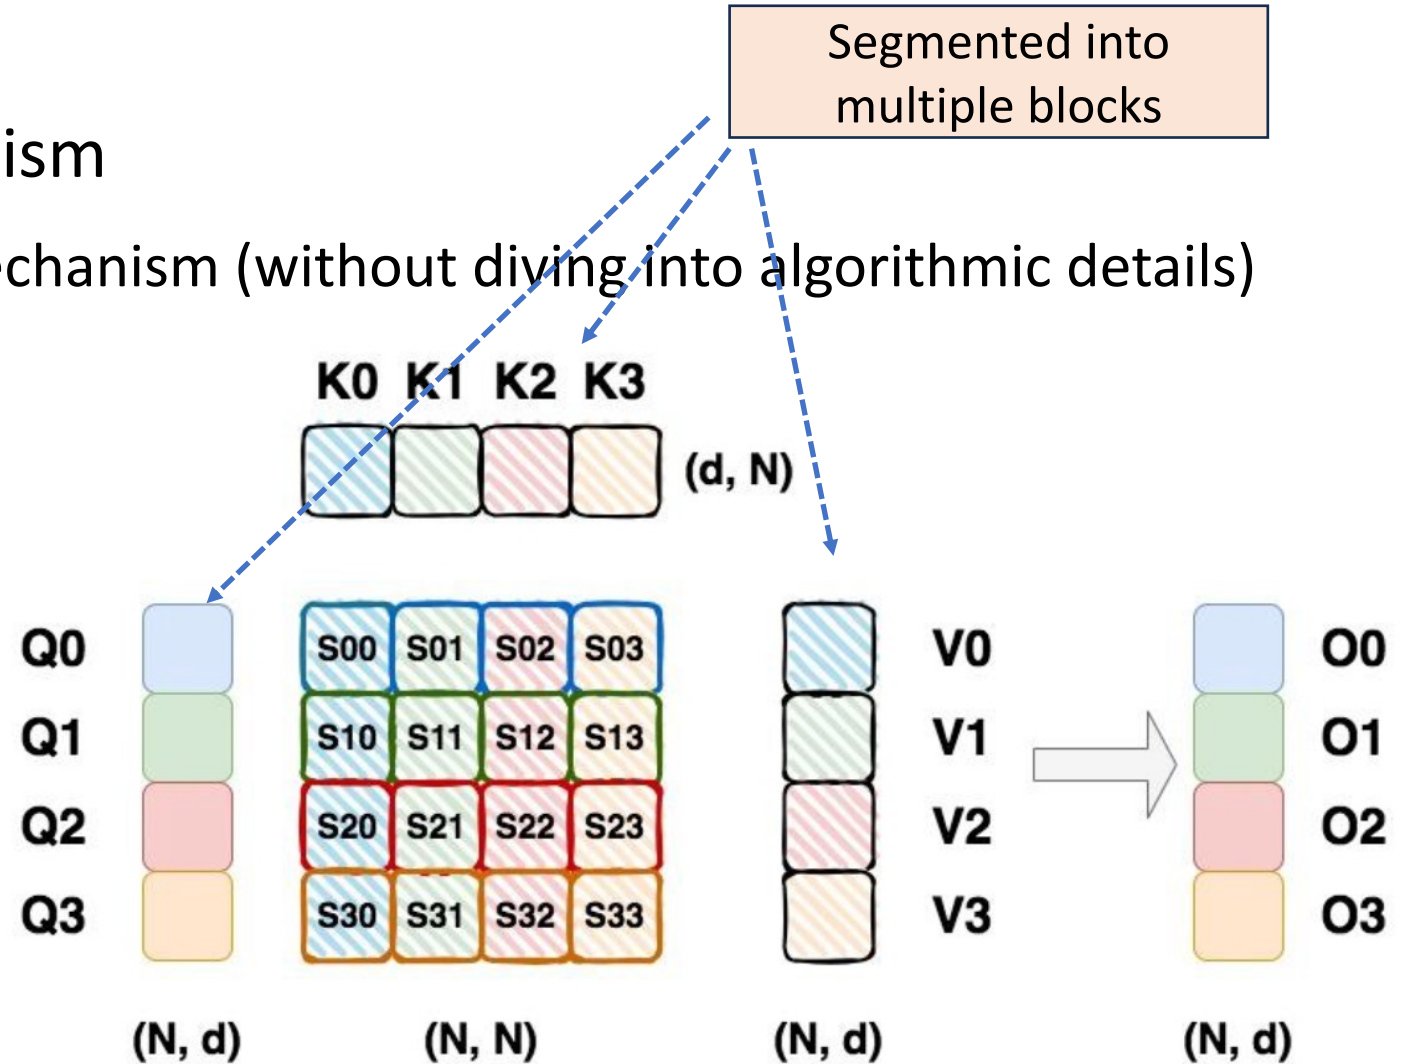 Segmented into
multiple blocks
ism
echanism (without diving into algorithmic details)
K0 K1 K2 K3
(d, N)
Q0 S00 S01 S02 S03 V0 O0
Q1 S10 S11 S12 S13 V1 O1
Q2 S20 S21 S22 S23 V2 O2
Q3 S30 S31 S32 S33 V3 O3
(N, d) (N, N) (N, d) (N, d)